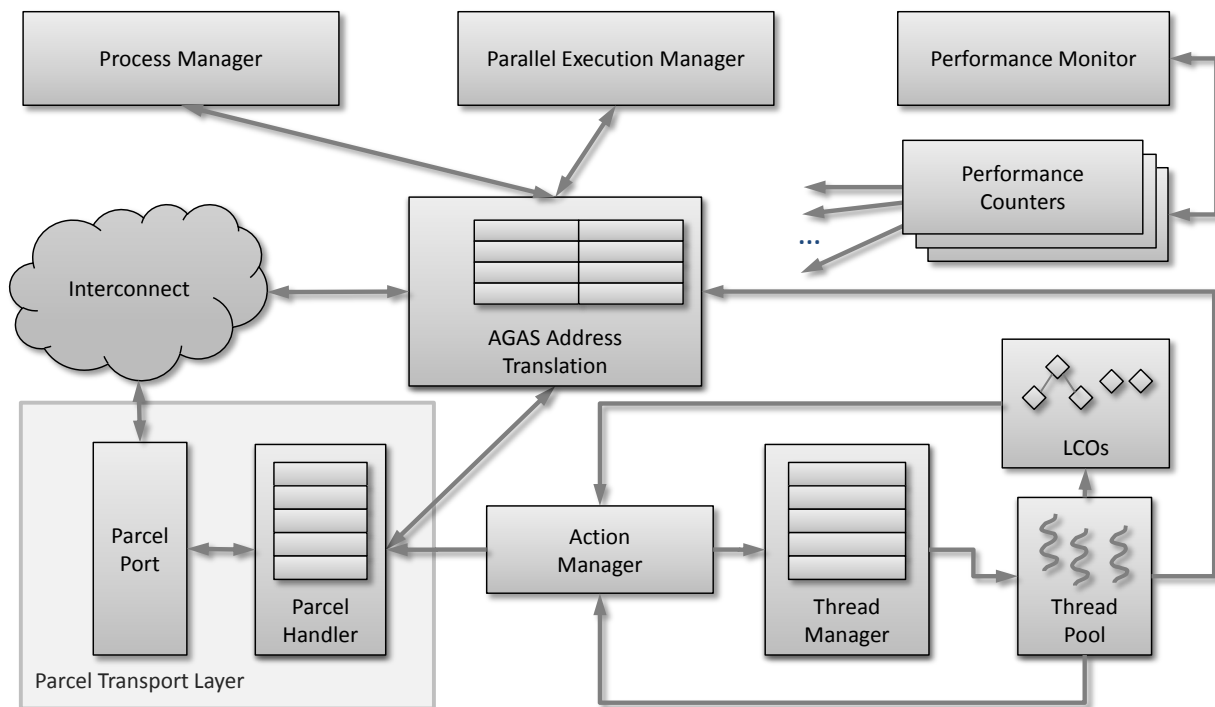 Process Manager
Parallel Execution Manager
Performance Monitor
Performance
Counters
...
Interconnect
AGAS Address
Translation
LCOs
Parcel
Port
Parcel
Handler
Action
Manager
Thread
Manager
Thread
Pool
Parcel Transport Layer